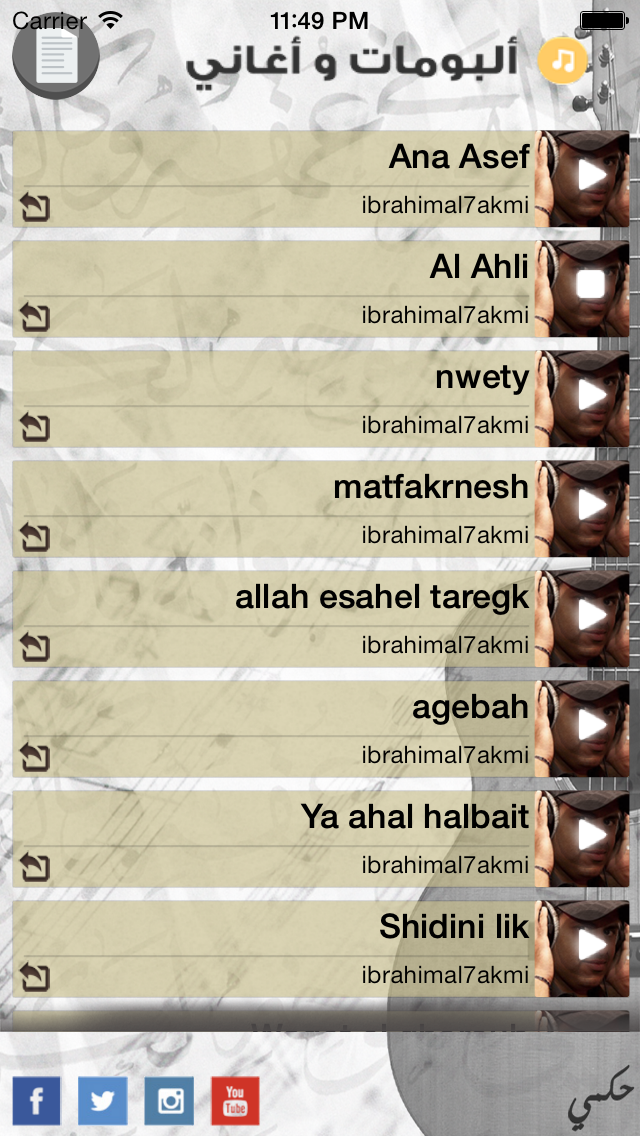 Carrier 11:49 PM
ألبومات و أغاني
Ana Asef
ibrahimal7akmi
Al Ahli
ibrahimal7akmi
nwety
ibrahimal7akmi
matfakrnesh
ibrahimal7akmi
allah esahel taregk
ibrahimal7akmi
agebah
ibrahimal7akmi
Ya ahal halbait
ibrahimal7akmi
Shidini lik
ibrahimal7akmi
حكمي
You
Tube